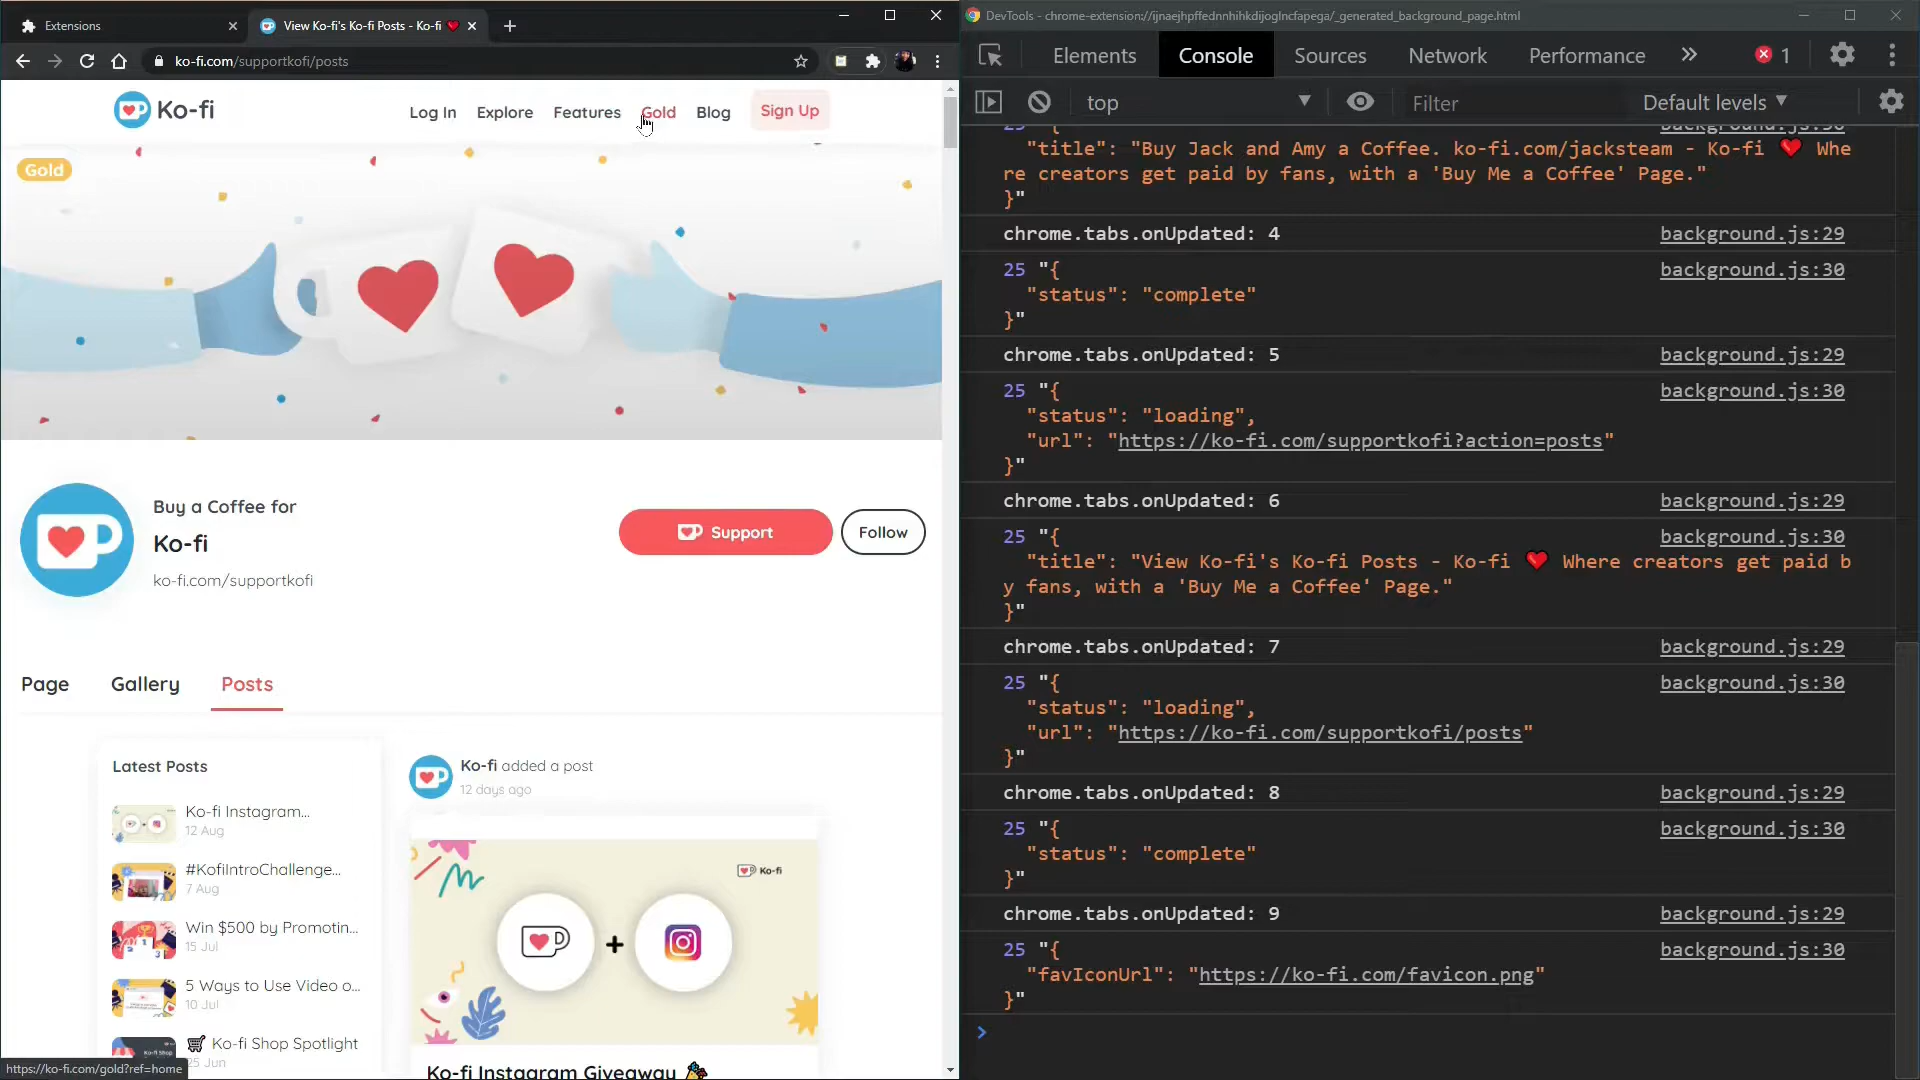 Extensions
View Ko-fi's Ko-fi Posts - Ko-fi ❤
ko-fi.com/supportkofi/posts
Ko-fi
Log In
Explore
Features
Gold
Blog
Sign Up
Gold
Buy a Coffee for
Ko-fi
ko-fi.com/supportkofi
Support
Follow
Page
Gallery
Posts
Latest Posts
Ko-fi Instagram...
12 Aug
#KofiIntroChallenge...
7 Aug
Win $500 by Promotin...
15 Jul
5 Ways to Use Video o...
10 Jul
🛒 Ko-fi Shop Spotlight
25 Jun
Ko-fi added a post
12 days ago
Ko-fi
+
Ko-fi Instagram Giveaway 🎉
https://ko-fi.com/gold?ref=home
DevTools - chrome-extension://ijnaejhpffednnhihkdijoglncfapega/_generated_background_page.html
Elements
Console
Sources
Network
Performance
1
top
Filter
Default levels
25 "{
background.js:30
"title": "Buy Jack and Amy a Coffee. ko-fi.com/jacksteam - Ko-fi ❤ Whe
re creators get paid by fans, with a 'Buy Me a Coffee' Page."
}"
chrome.tabs.onUpdated: 4
background.js:29
25 "{
background.js:30
"status": "complete"
}"
chrome.tabs.onUpdated: 5
background.js:29
25 "{
background.js:30
"status": "loading",
"url": "https://ko-fi.com/supportkofi?action=posts"
}"
chrome.tabs.onUpdated: 6
background.js:29
25 "{
background.js:30
"title": "View Ko-fi's Ko-fi Posts - Ko-fi ❤ Where creators get paid b
y fans, with a 'Buy Me a Coffee' Page."
}"
chrome.tabs.onUpdated: 7
background.js:29
25 "{
background.js:30
"status": "loading",
"url": "https://ko-fi.com/supportkofi/posts"
}"
chrome.tabs.onUpdated: 8
background.js:29
25 "{
background.js:30
"status": "complete"
}"
chrome.tabs.onUpdated: 9
background.js:29
25 "{
background.js:30
"favIconUrl": "https://ko-fi.com/favicon.png"
}"